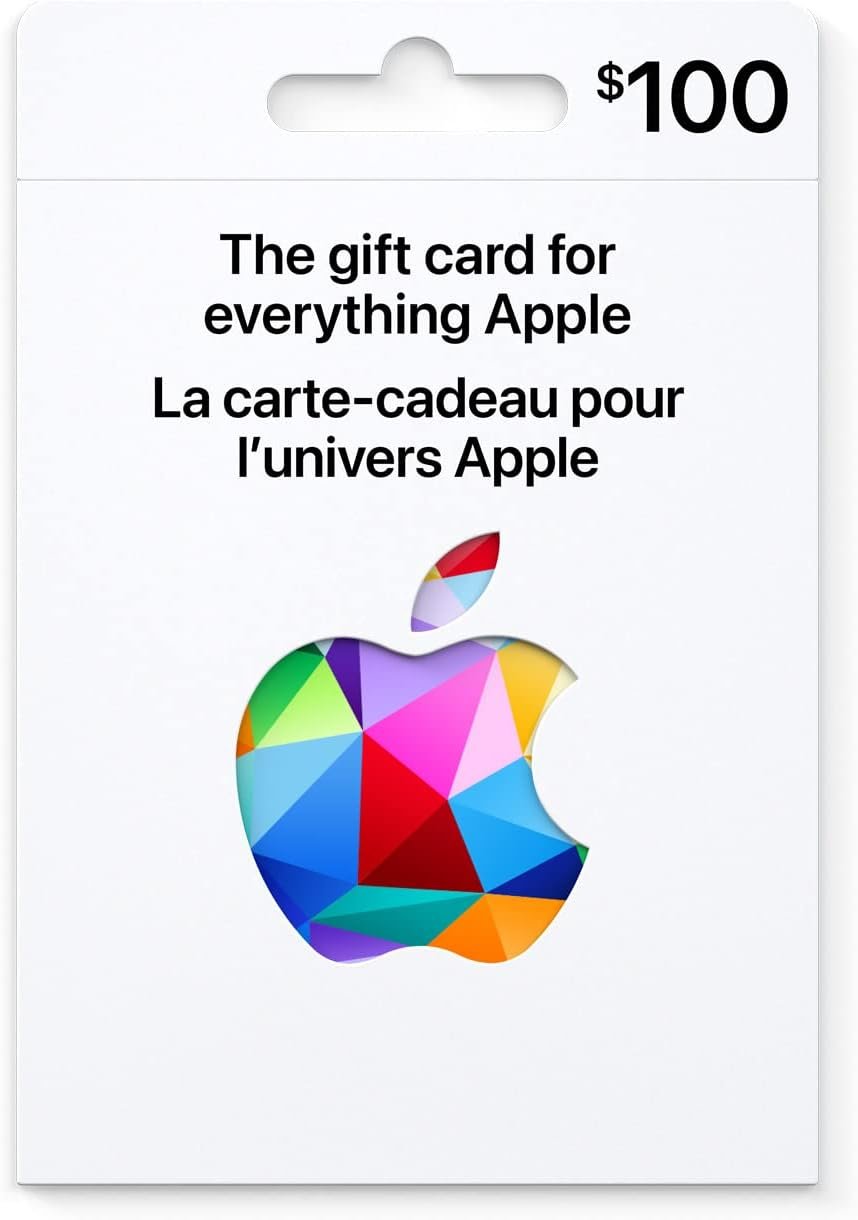 $100
The gift card for
everything Apple
La carte-cadeau pour
l’univers Apple